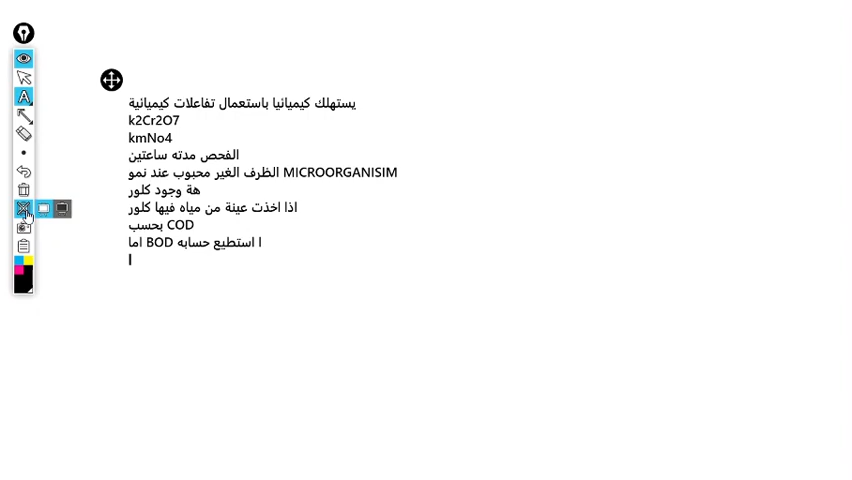 يستهلك كيميائيا باستعمال تفاعلات كيميائية
k2Cr2O7
kmNo4
الفحص مدته ساعتين
الظرف الغير محبوب عند نمو MICROORGANISIM
هة وجود كلور
اذا اخذت عينة من مياه فيها كلور
بحسب COD
اما BOD ا استطيع حسابه
ا